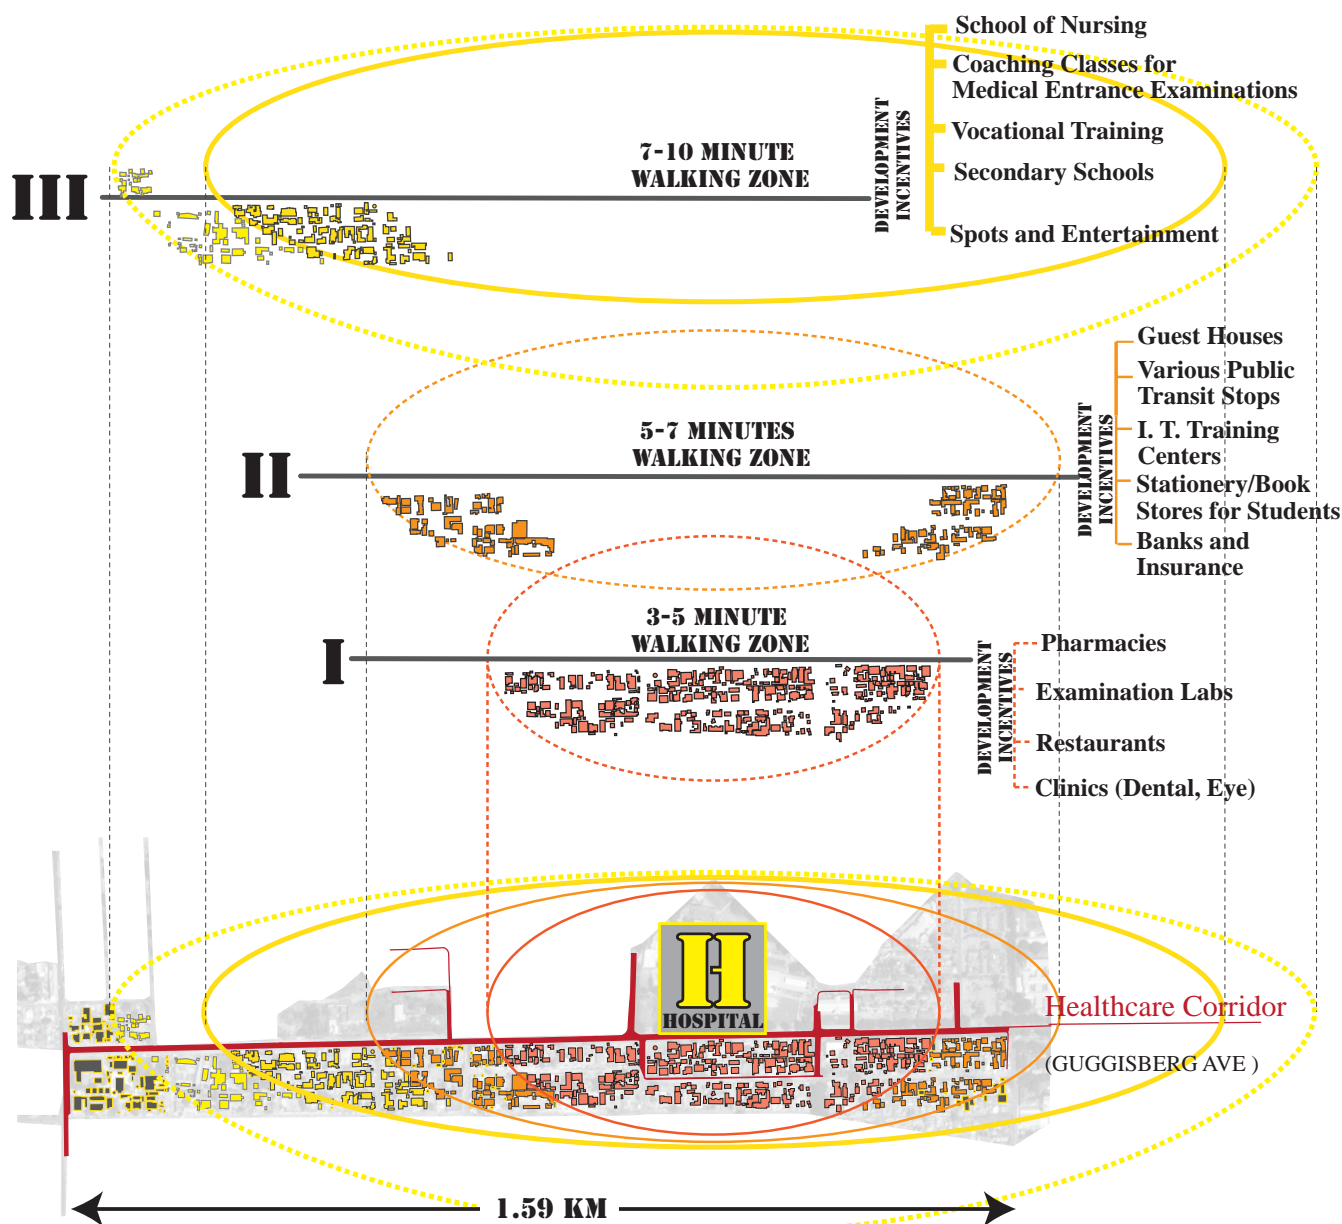 III
7-10 MINUTE
WALKING ZONE
DEVELOPMENT
INCENTIVES
School of Nursing
Coaching Classes for
Medical Entrance Examinations
Vocational Training
Secondary Schools
Spots and Entertainment
II
5-7 MINUTES
WALKING ZONE
DEVELOPMENT
INCENTIVES
Guest Houses
Various Public
Transit Stops
I. T. Training
Centers
Stationery/Book
Stores for Students
Banks and
Insurance
I
3-5 MINUTE
WALKING ZONE
DEVELOPMENT
INCENTIVES
Pharmacies
Examination Labs
Restaurants
Clinics (Dental, Eye)
H
HOSPITAL
Healthcare Corridor
(GUGGISBERG AVE )
1.59 KM